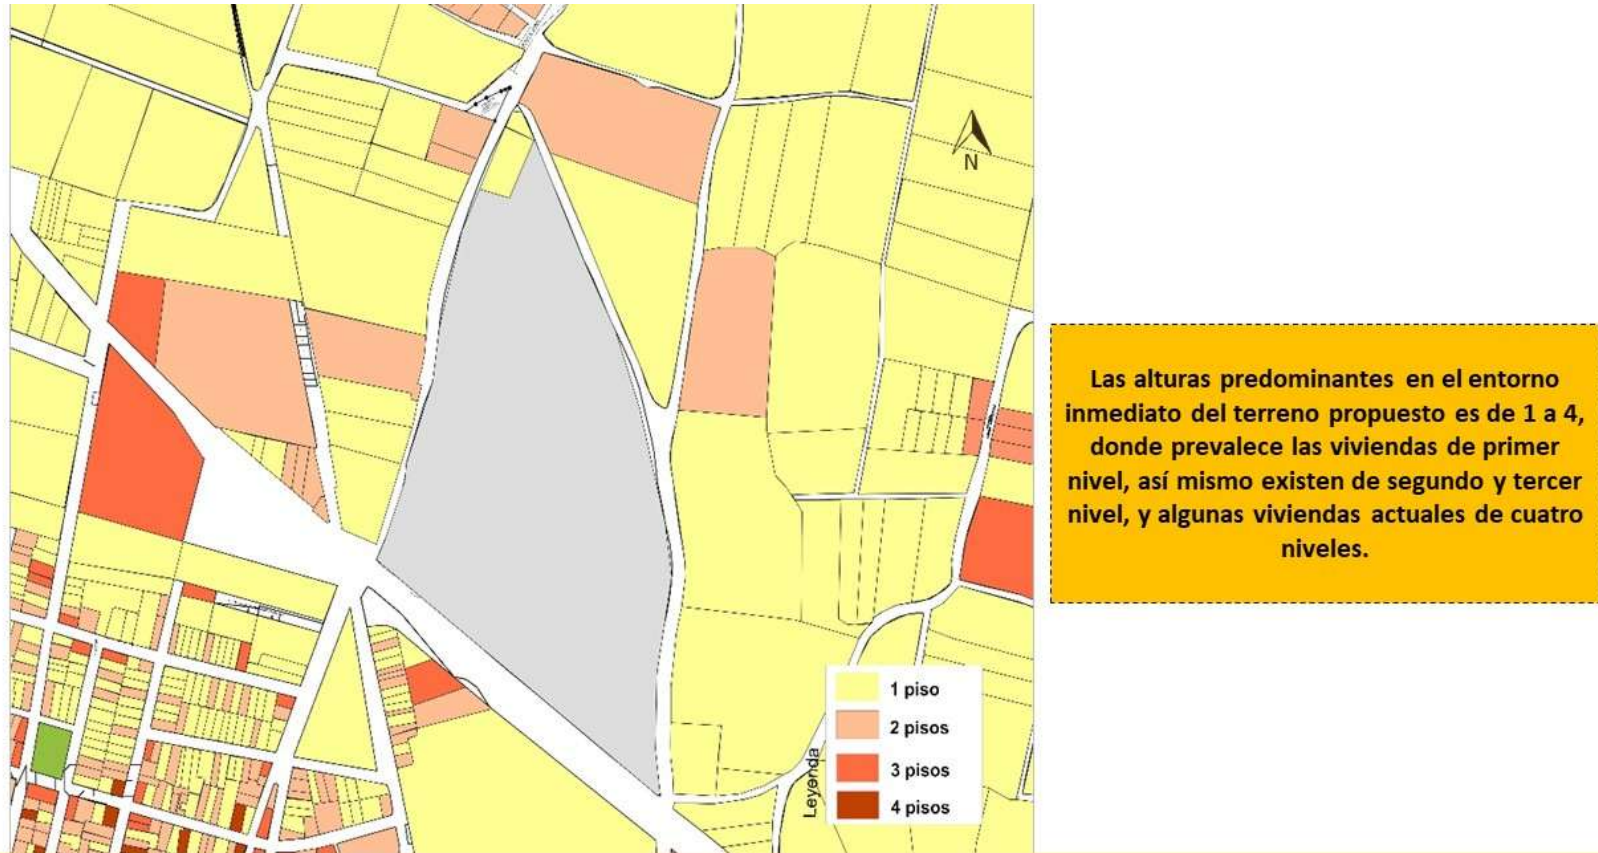 N
Las alturas predominantes en el entorno
inmediato del terreno propuesto es de 1 a 4,
donde prevalece las viviendas de primer
nivel, así mismo existen de segundo y tercer
nivel, y algunas viviendas actuales de cuatro
niveles.
Leyenda
1 piso
2 pisos
3 pisos
4 pisos